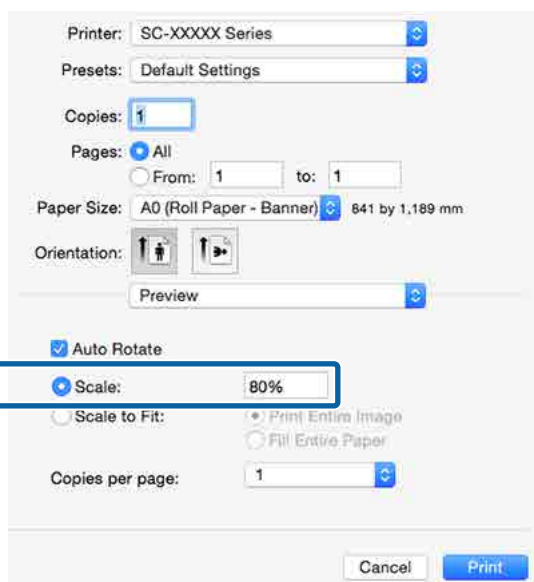 Printer: SC-XXXXX Series
Presets: Default Settings
Copies: 1
Pages: All
From: 1 to: 1
Paper Size: A0 (Roll Paper - Banner) 841 by 1,189 mm
Orientation:
Preview
Auto Rotate
Scale: 80%
Scale to Fit: Print Entire Image
Fill Entire Paper
Copies per page: 1
Cancel Print